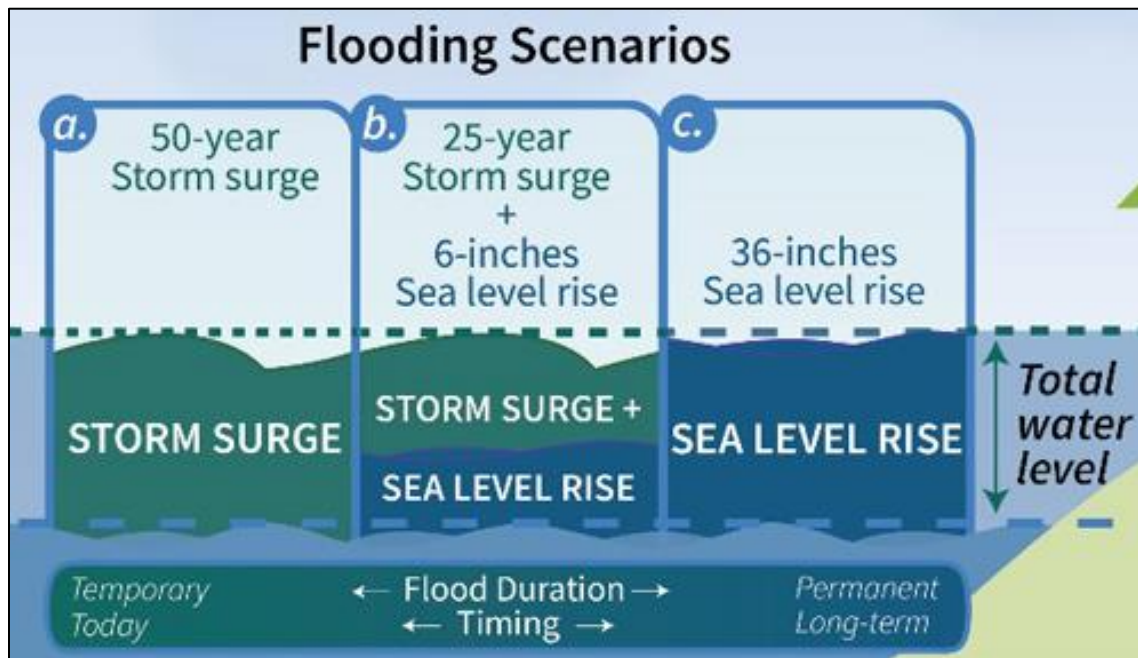 Flooding Scenarios
a.
50-year
Storm surge
b.
25-year
Storm surge
+
6-inches
Sea level rise
c.
36-inches
Sea level rise
STORM SURGE
STORM SURGE +
SEA LEVEL RISE
SEA LEVEL RISE
Total
water
level
Temporary
Today
← Flood Duration →
← Timing →
Permanent
Long-term